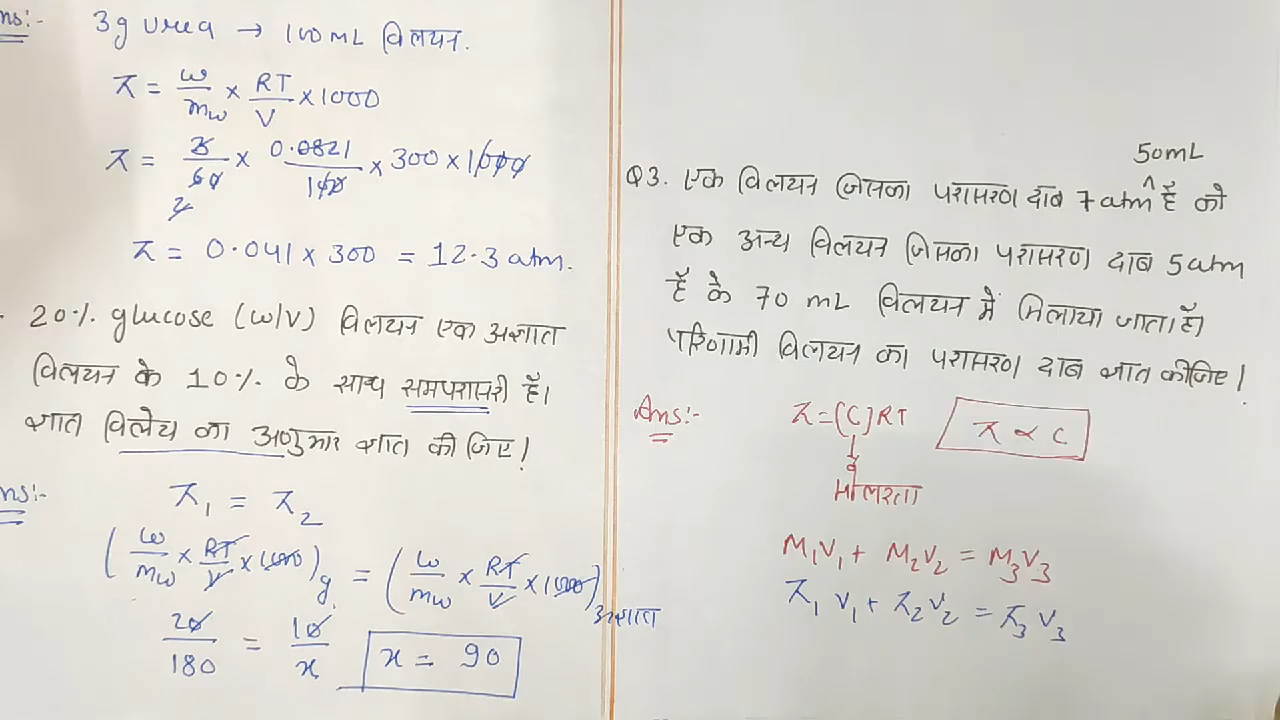 ns:-
3g urea → 100 mL विलयन.
π = w/mw × RT/V × 1000
π = 3/60 × 0.0821/100 × 300 × 1000
2
π = 0.041 × 300 = 12.3 atm.
20% glucose (w/v) विलयन एक अज्ञात
विलयन के 10% के साथ समपरासरी है।
ज्ञात विलेय का अणुभार ज्ञात कीजिए!
ns:-
π₁ = π₂
(w/mw × RT/V × 1000)g = (w/mw × RT/V × 1000)अज्ञात
20/180 = 10/x x = 90
50mL
Q3. एक विलयन जिसका परासरण दाब 7 atm ^ है को
एक अन्य विलयन जिसका परासरण दाब 5 atm
है के 70 mL विलयन में मिलाया जाता है।
परिणामी विलयन का परासरण दाब ज्ञात कीजिए!
Ans:- π = (C)RT π ∝ C
मोलरता
M₁V₁ + M₂V₂ = M₃V₃
π₁V₁ + π₂V₂ = π₃V₃